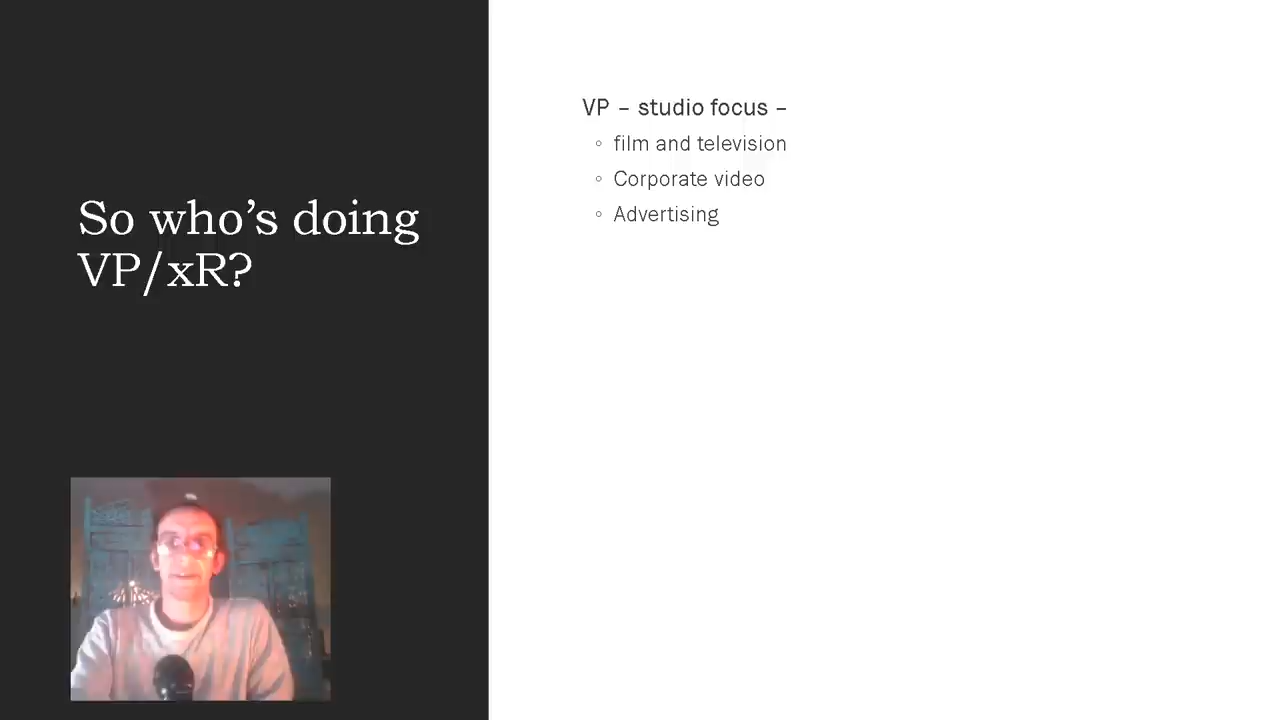 So who’s doing
VP/xR?
VP – studio focus –
◦ film and television
◦ Corporate video
◦ Advertising